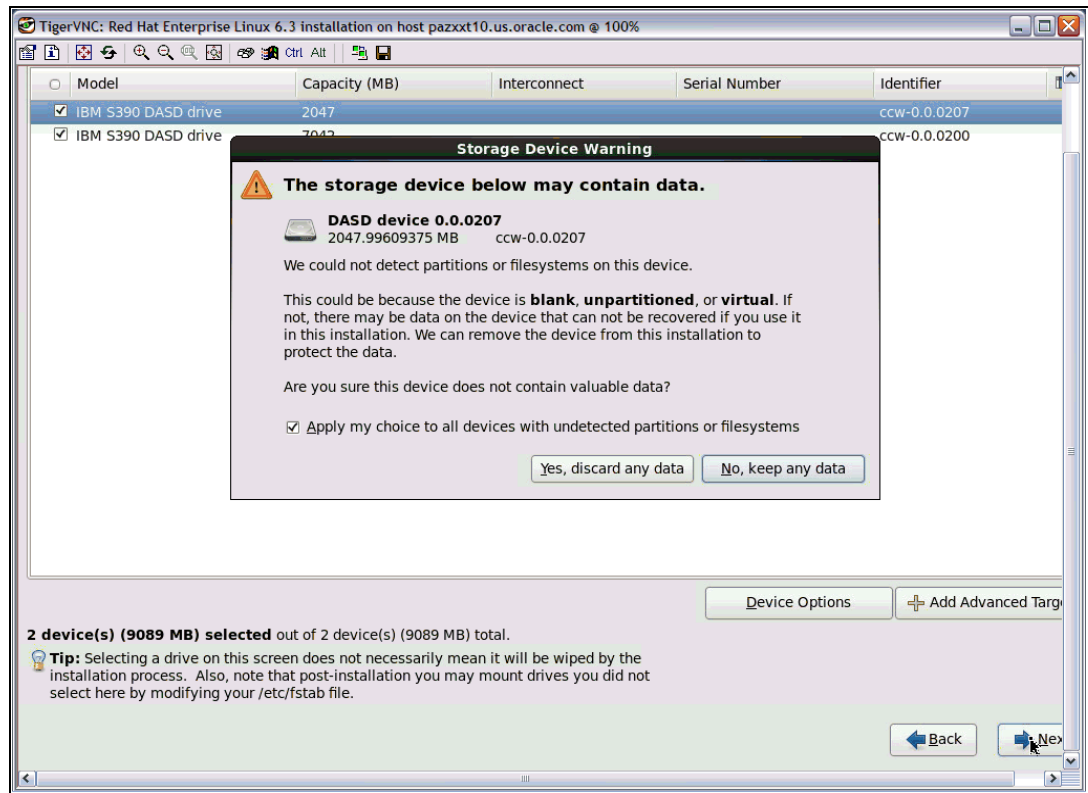 TigerVNC: Red Hat Enterprise Linux 6.3 installation on host pazxxt10.us.oracle.com @ 100%
Ctrl Alt
Model Capacity (MB) Interconnect Serial Number Identifier
IBM S390 DASD drive 2047 ccw-0.0.0207
IBM S390 DASD drive 7042 ccw-0.0.0200
Storage Device Warning
The storage device below may contain data.
DASD device 0.0.0207
2047.99609375 MB ccw-0.0.0207
We could not detect partitions or filesystems on this device.
This could be because the device is blank, unpartitioned, or virtual. If
not, there may be data on the device that can not be recovered if you use it
in this installation. We can remove the device from this installation to
protect the data.
Are you sure this device does not contain valuable data?
Apply my choice to all devices with undetected partitions or filesystems
Yes, discard any data No, keep any data
Device Options Add Advanced Targ
2 device(s) (9089 MB) selected out of 2 device(s) (9089 MB) total.
Tip: Selecting a drive on this screen does not necessarily mean it will be wiped by the
installation process. Also, note that post-installation you may mount drives you did not
select here by modifying your /etc/fstab file.
Back Nex